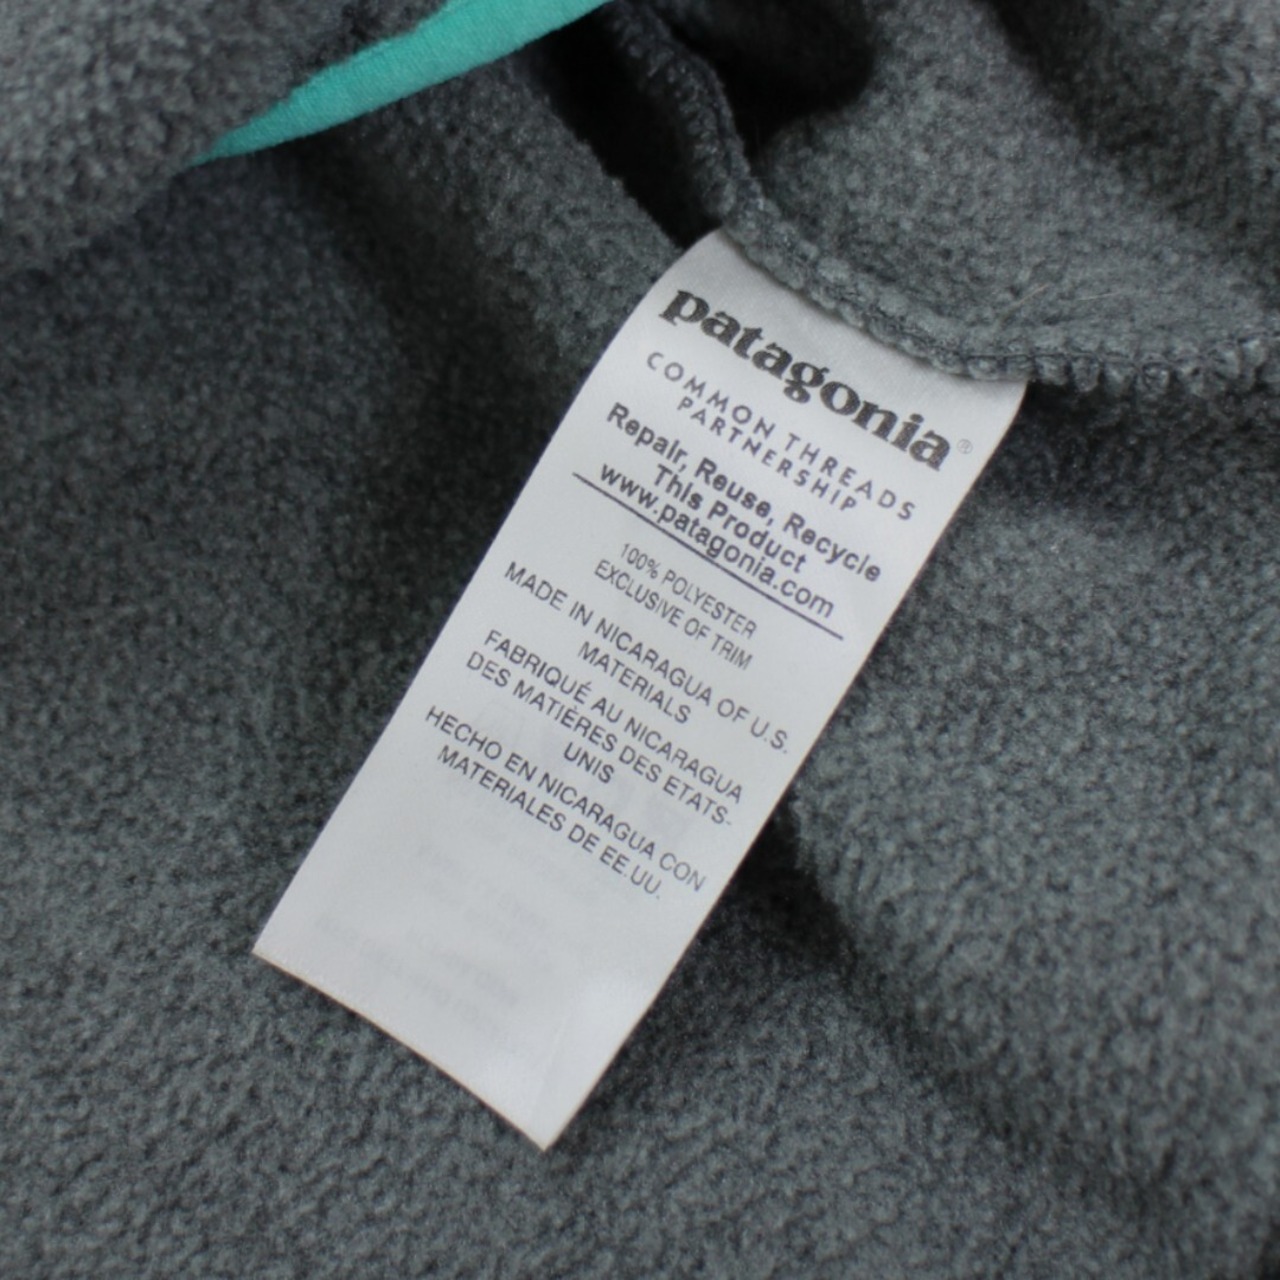 patagonia®
COMMON THREADS
PARTNERSHIP
Repair, Reuse, Recycle
This Product
www.patagonia.com
100% POLYESTER
EXCLUSIVE OF TRIM
MADE IN NICARAGUA OF U.S.
MATERIALS
FABRIQUÉ AU NICARAGUA
DES MATIÈRES DES ETATS-
UNIS
HECHO EN NICARAGUA CON
MATERIALES DE EE.UU.